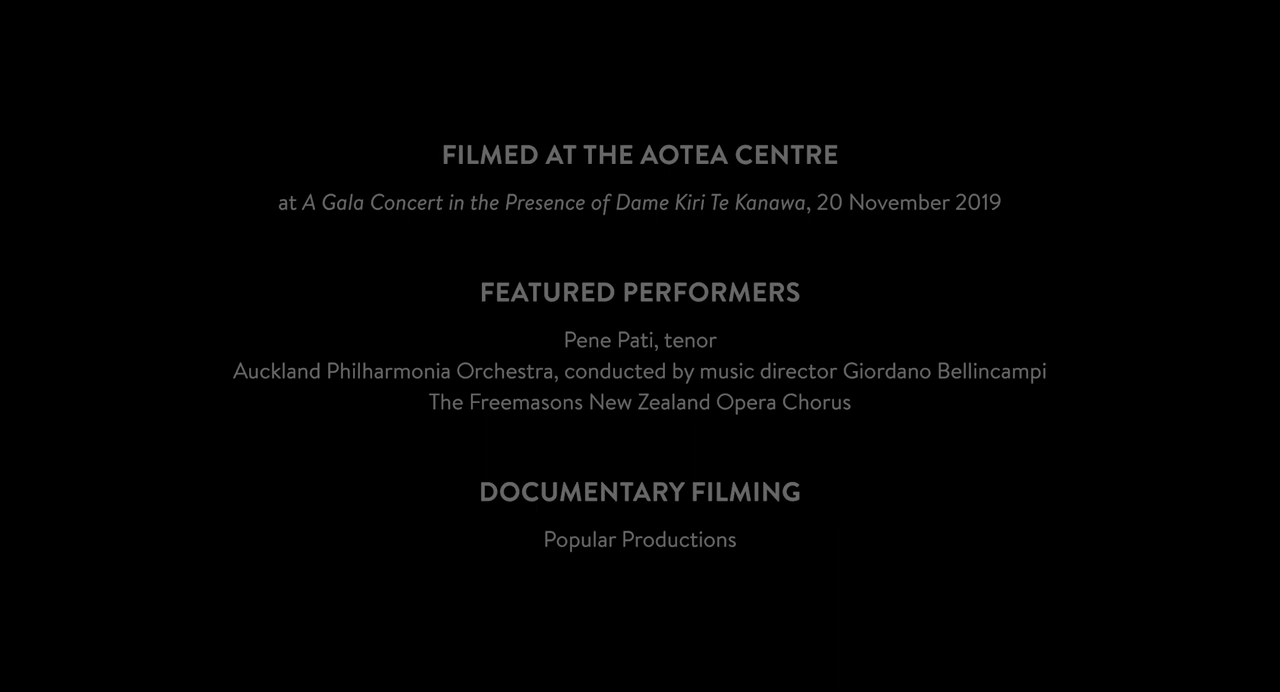 FILMED AT THE AOTEA CENTRE
at A Gala Concert in the Presence of Dame Kiri Te Kanawa, 20 November 2019
FEATURED PERFORMERS
Pene Pati, tenor
Auckland Philharmonia Orchestra, conducted by music director Giordano Bellincampi
The Freemasons New Zealand Opera Chorus
DOCUMENTARY FILMING
Popular Productions